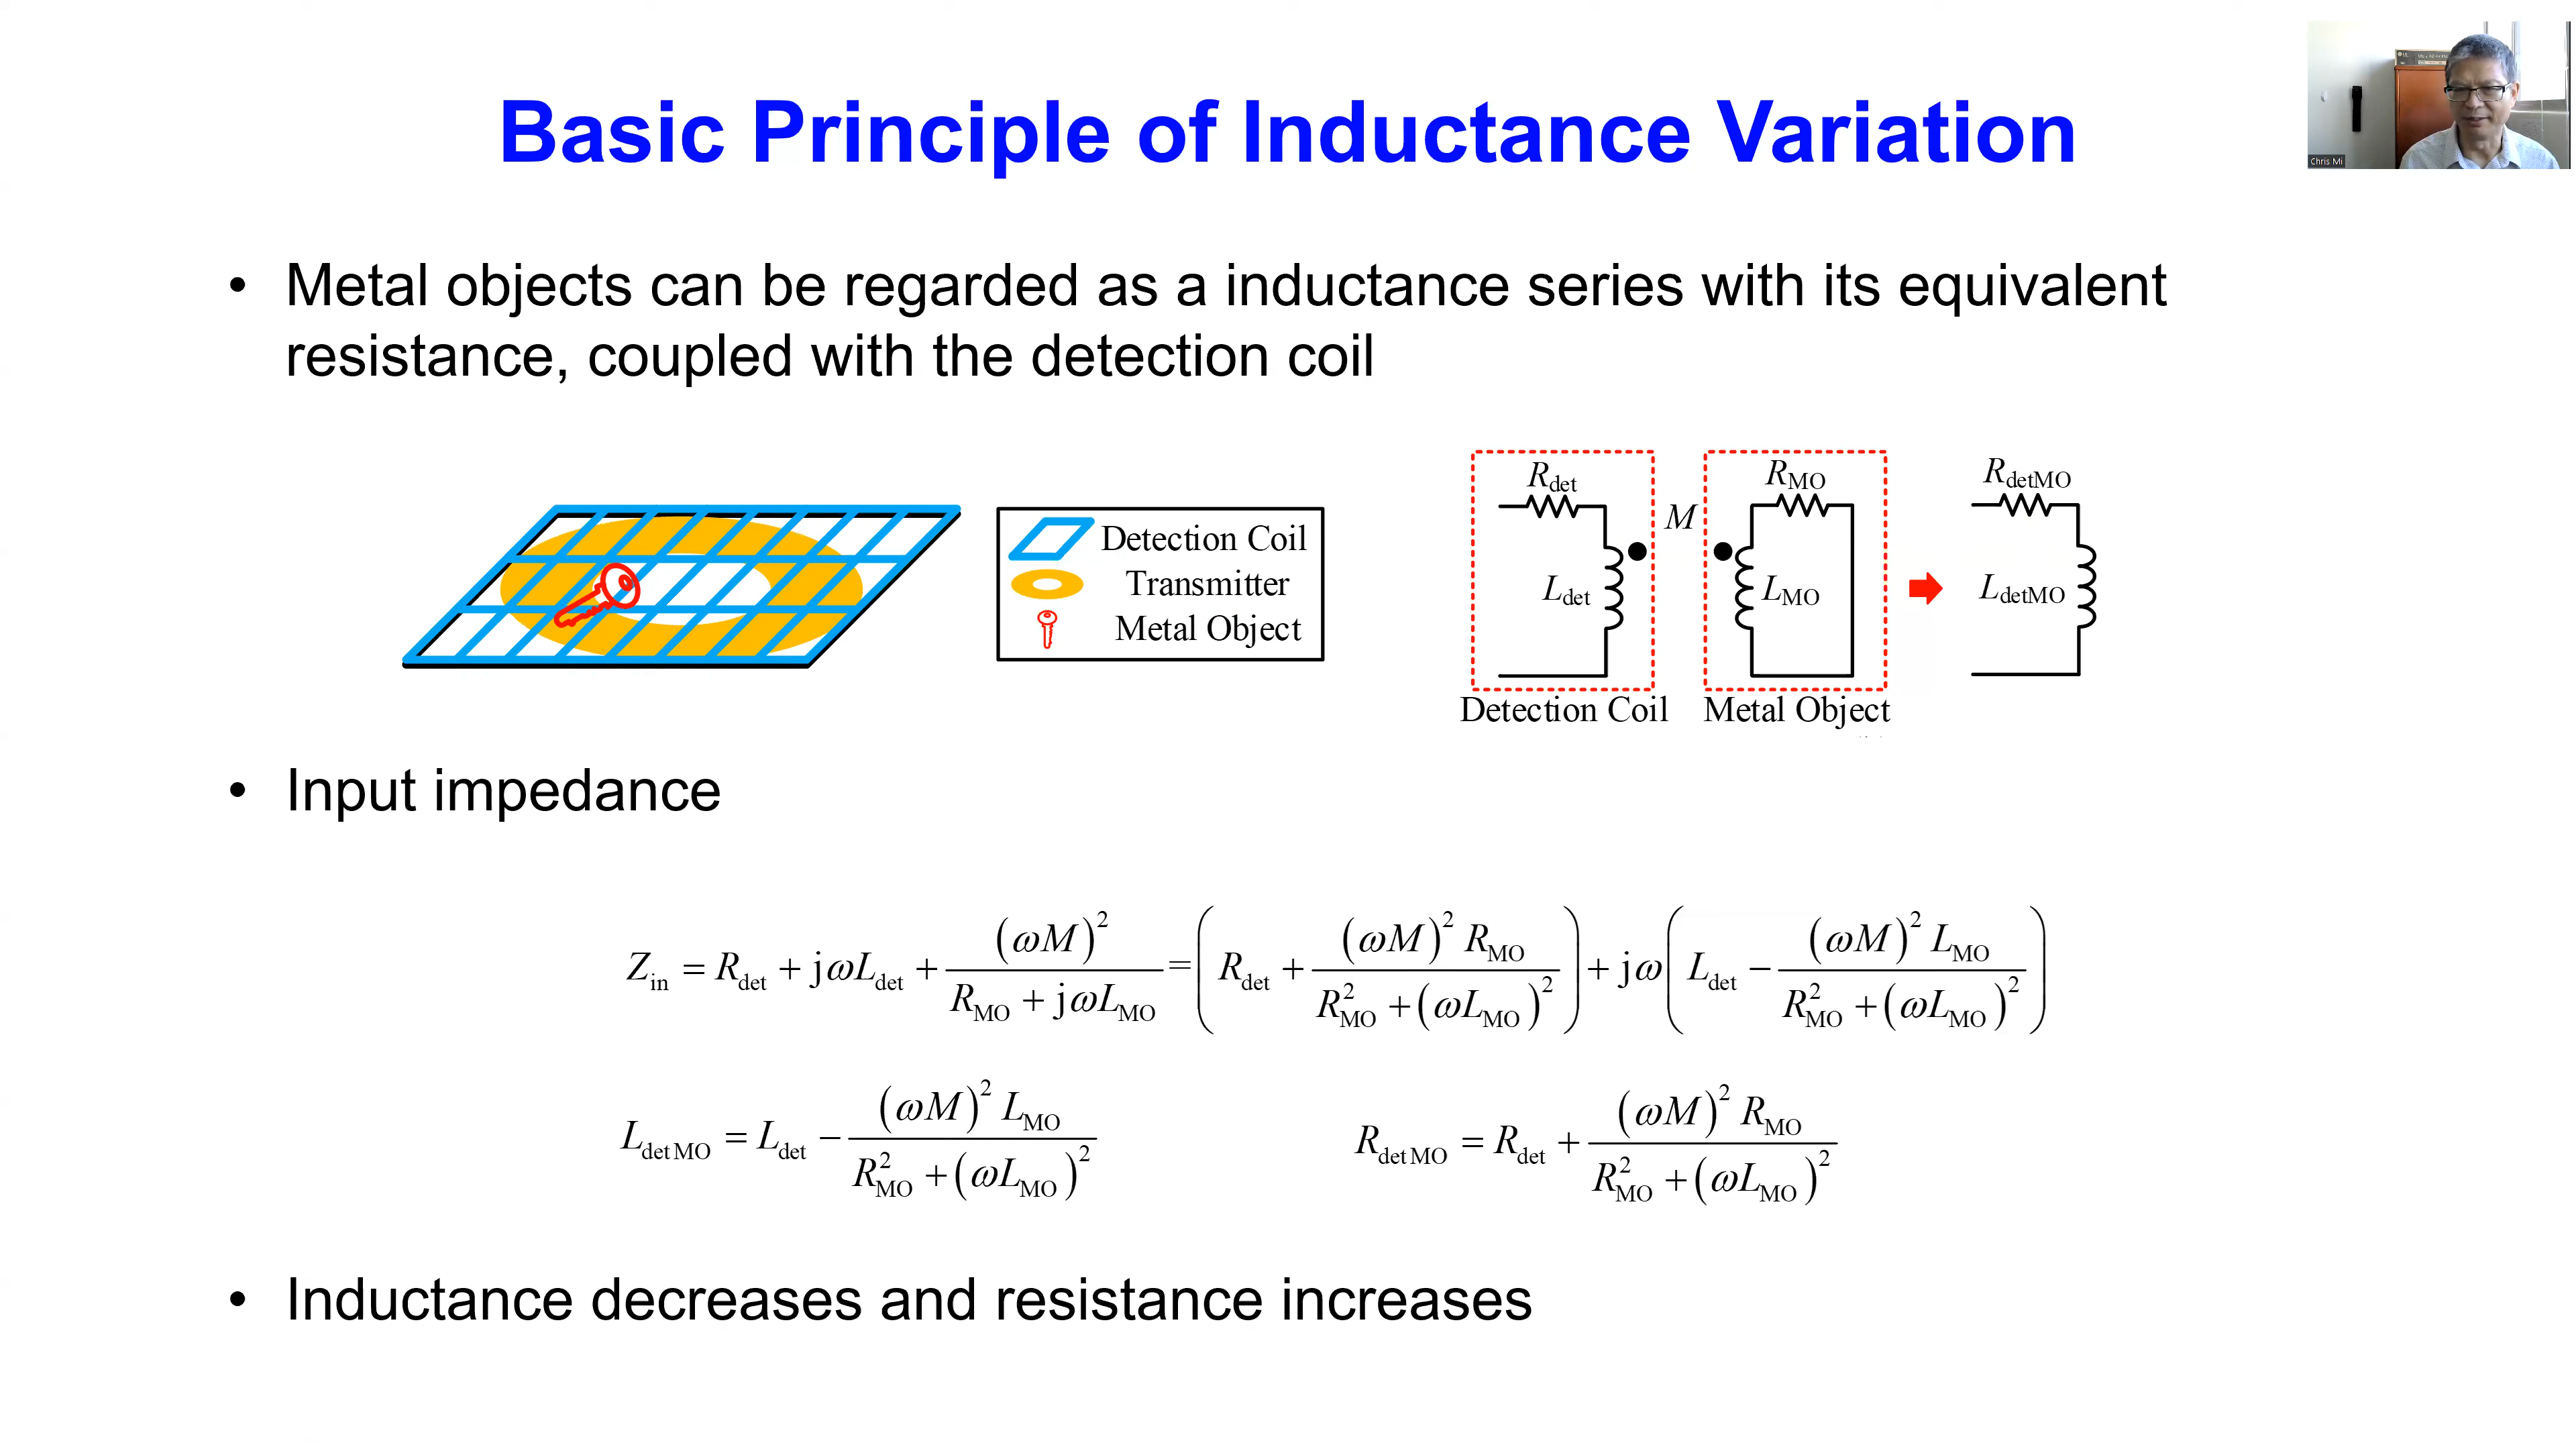 Basic Principle of Inductance Variation
Chris Mi
• Metal objects can be regarded as a inductance series with its equivalent
resistance, coupled with the detection coil
Detection Coil
Transmitter
Metal Object
R_det
M
R_MO
R_detMO
L_det
L_MO
L_detMO
Detection Coil
Metal Object
• Input impedance
Z_in = R_det + jωL_det + (ωM)^2 / (R_MO + jωL_MO) = (R_det + (ωM)^2 R_MO / (R_MO^2 + (ωL_MO)^2)) + jω(L_det − (ωM)^2 L_MO / (R_MO^2 + (ωL_MO)^2))
L_detMO = L_det − (ωM)^2 L_MO / (R_MO^2 + (ωL_MO)^2)
R_detMO = R_det + (ωM)^2 R_MO / (R_MO^2 + (ωL_MO)^2)
• Inductance decreases and resistance increases